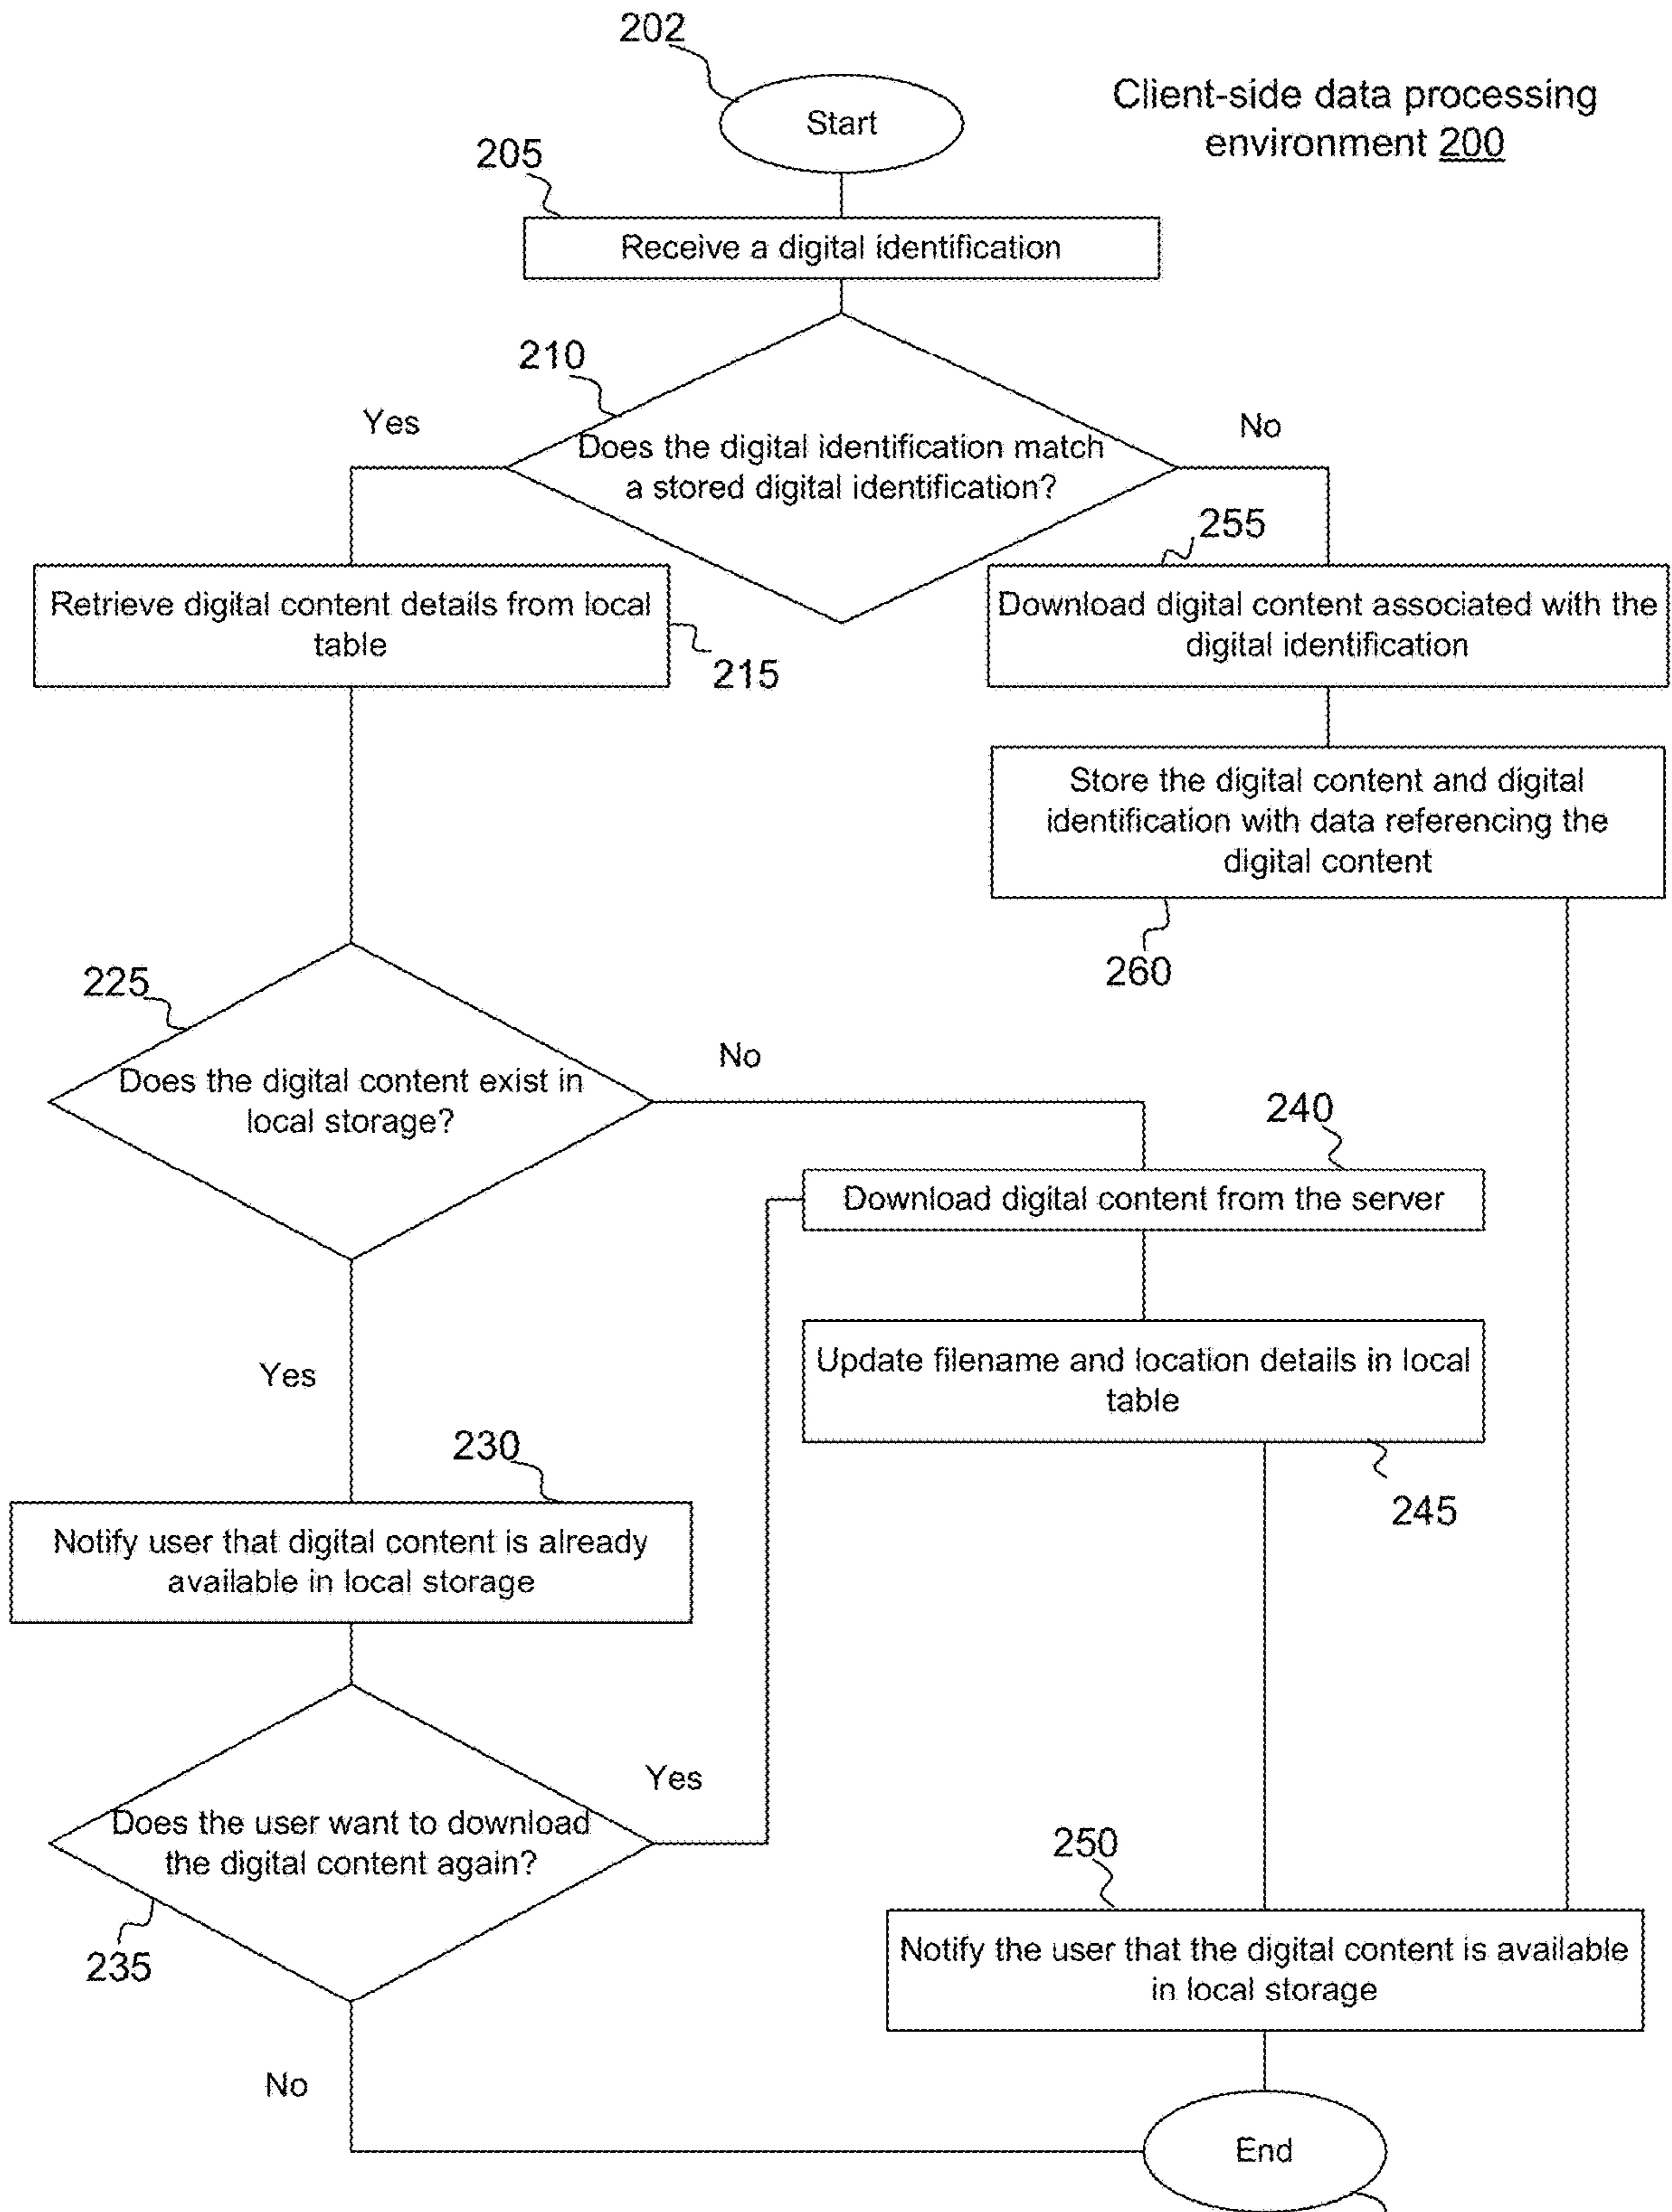 202
Start
Client-side data processing
environment 200
205
Receive a digital identification
210
Yes
No
Does the digital identification match
a stored digital identification?
255
Retrieve digital content details from local
table
215
Download digital content associated with the
digital identification
Store the digital content and digital
identification with data referencing the
digital content
260
225
No
Does the digital content exist in
local storage?
240
Download digital content from the server
Yes
Update filename and location details in local
table
245
230
Notify user that digital content is already
available in local storage
Yes
Does the user want to download
the digital content again?
235
250
Notify the user that the digital content is available
in local storage
No
End